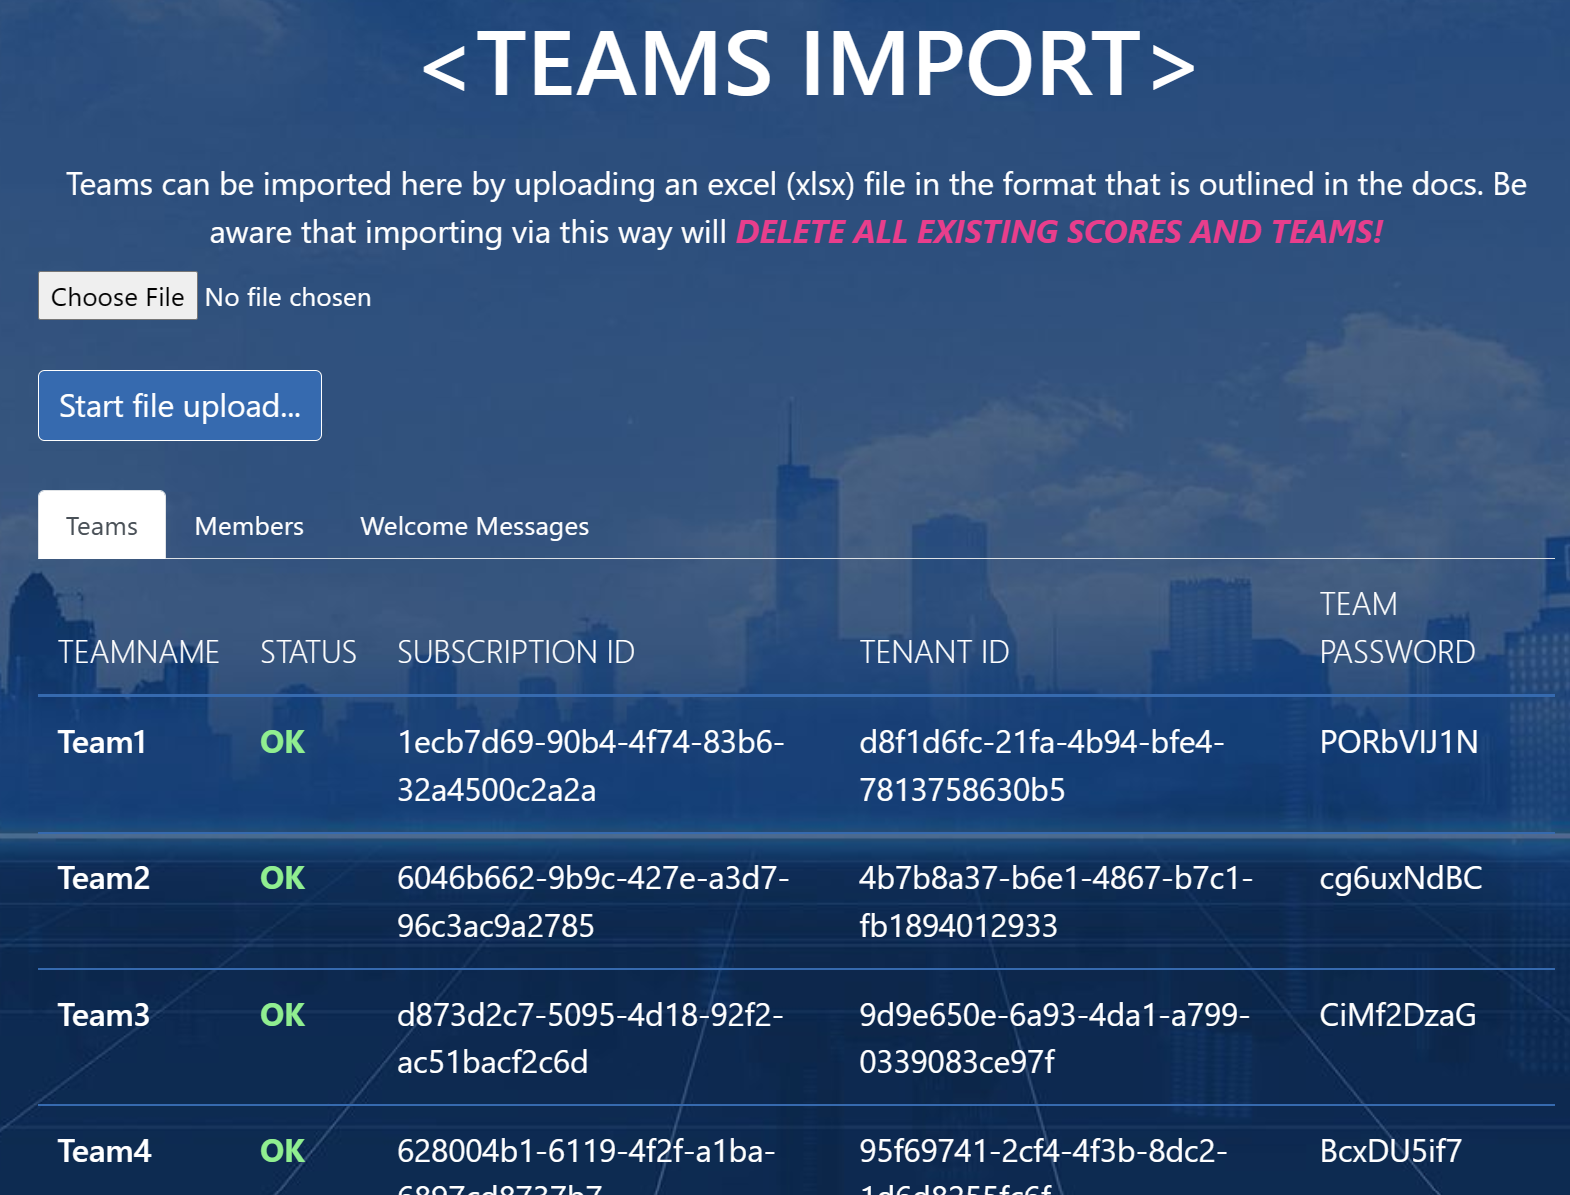 <TEAMS IMPORT>
Teams can be imported here by uploading an excel (xlsx) file in the format that is outlined in the docs. Be
aware that importing via this way will DELETE ALL EXISTING SCORES AND TEAMS!
Choose File No file chosen
Start file upload...
Teams Members Welcome Messages
TEAMNAME STATUS SUBSCRIPTION ID TENANT ID TEAM
PASSWORD
Team1 OK 1ecb7d69-90b4-4f74-83b6- d8f1d6fc-21fa-4b94-bfe4- PORbVIJ1N
32a4500c2a2a 7813758630b5
Team2 OK 6046b662-9b9c-427e-a3d7- 4b7b8a37-b6e1-4867-b7c1- cg6uxNdBC
96c3ac9a2785 fb1894012933
Team3 OK d873d2c7-5095-4d18-92f2- 9d9e650e-6a93-4da1-a799- CiMf2DzaG
ac51bacf2c6d 0339083ce97f
Team4 OK 628004b1-6119-4f2f-a1ba- 95f69741-2cf4-4f3b-8dc2- BcxDU5if7